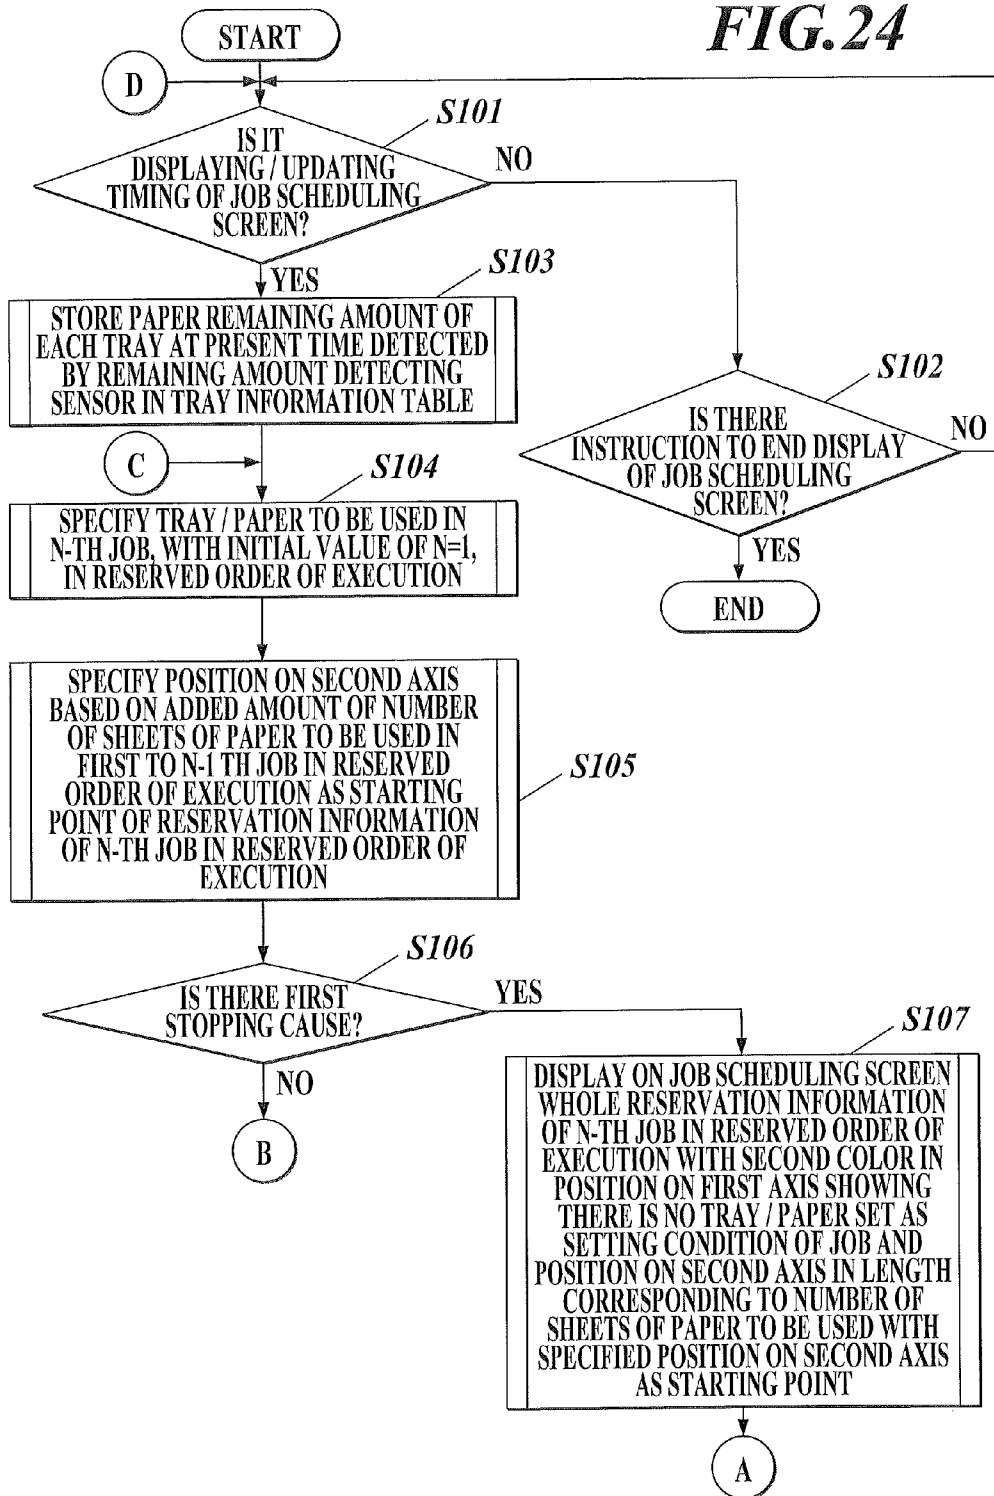 FIG.24
START
D
S101
IS IT
DISPLAYING / UPDATING
TIMING OF JOB SCHEDULING
SCREEN?
NO
YES
S103
STORE PAPER REMAINING AMOUNT OF
EACH TRAY AT PRESENT TIME DETECTED
BY REMAINING AMOUNT DETECTING
SENSOR IN TRAY INFORMATION TABLE
S102
IS THERE
INSTRUCTION TO END DISPLAY
OF JOB SCHEDULING
SCREEN?
NO
YES
END
C
S104
SPECIFY TRAY / PAPER TO BE USED IN
N-TH JOB, WITH INITIAL VALUE OF N=1,
IN RESERVED ORDER OF EXECUTION
SPECIFY POSITION ON SECOND AXIS
BASED ON ADDED AMOUNT OF NUMBER
OF SHEETS OF PAPER TO BE USED IN
FIRST TO N-1 TH JOB IN RESERVED
ORDER OF EXECUTION AS STARTING
POINT OF RESERVATION INFORMATION
OF N-TH JOB IN RESERVED ORDER OF
EXECUTION
S105
S106
IS THERE FIRST
STOPPING CAUSE?
YES
NO
B
S107
DISPLAY ON JOB SCHEDULING SCREEN
WHOLE RESERVATION INFORMATION
OF N-TH JOB IN RESERVED ORDER OF
EXECUTION WITH SECOND COLOR IN
POSITION ON FIRST AXIS SHOWING
THERE IS NO TRAY / PAPER SET AS
SETTING CONDITION OF JOB AND
POSITION ON SECOND AXIS IN LENGTH
CORRESPONDING TO NUMBER OF
SHEETS OF PAPER TO BE USED WITH
SPECIFIED POSITION ON SECOND AXIS
AS STARTING POINT
A